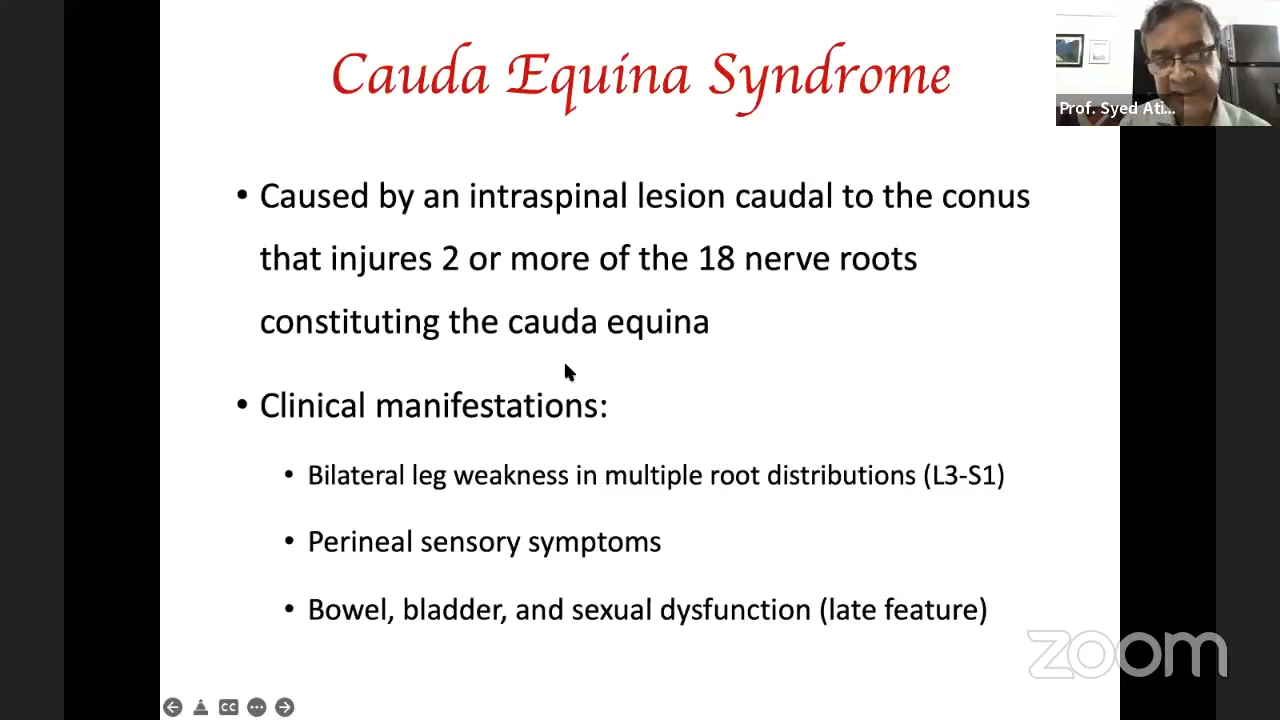 Cauda Equina Syndrome
Prof. Syed Ati...
• Caused by an intraspinal lesion caudal to the conus
that injures 2 or more of the 18 nerve roots
constituting the cauda equina
• Clinical manifestations:
• Bilateral leg weakness in multiple root distributions (L3-S1)
• Perineal sensory symptoms
• Bowel, bladder, and sexual dysfunction (late feature)
zoom
CC